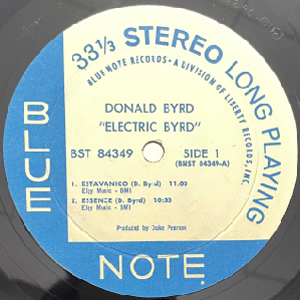 33⅓ STEREO LONG PLAYING
BLUE NOTE RECORDS • A DIVISION OF LIBERTY RECORDS, INC.
DONALD BYRD
"ELECTRIC BYRD"
BST 84349
SIDE 1
(BNST 84349-A)
1. ESTAVANICO (D. Byrd) 11:00
Elgy Music - BMI
2. ESSENCE (D. Byrd) 10:30
Elgy Music - BMI
Produced by Duke Pearson
BLUE
NOTE